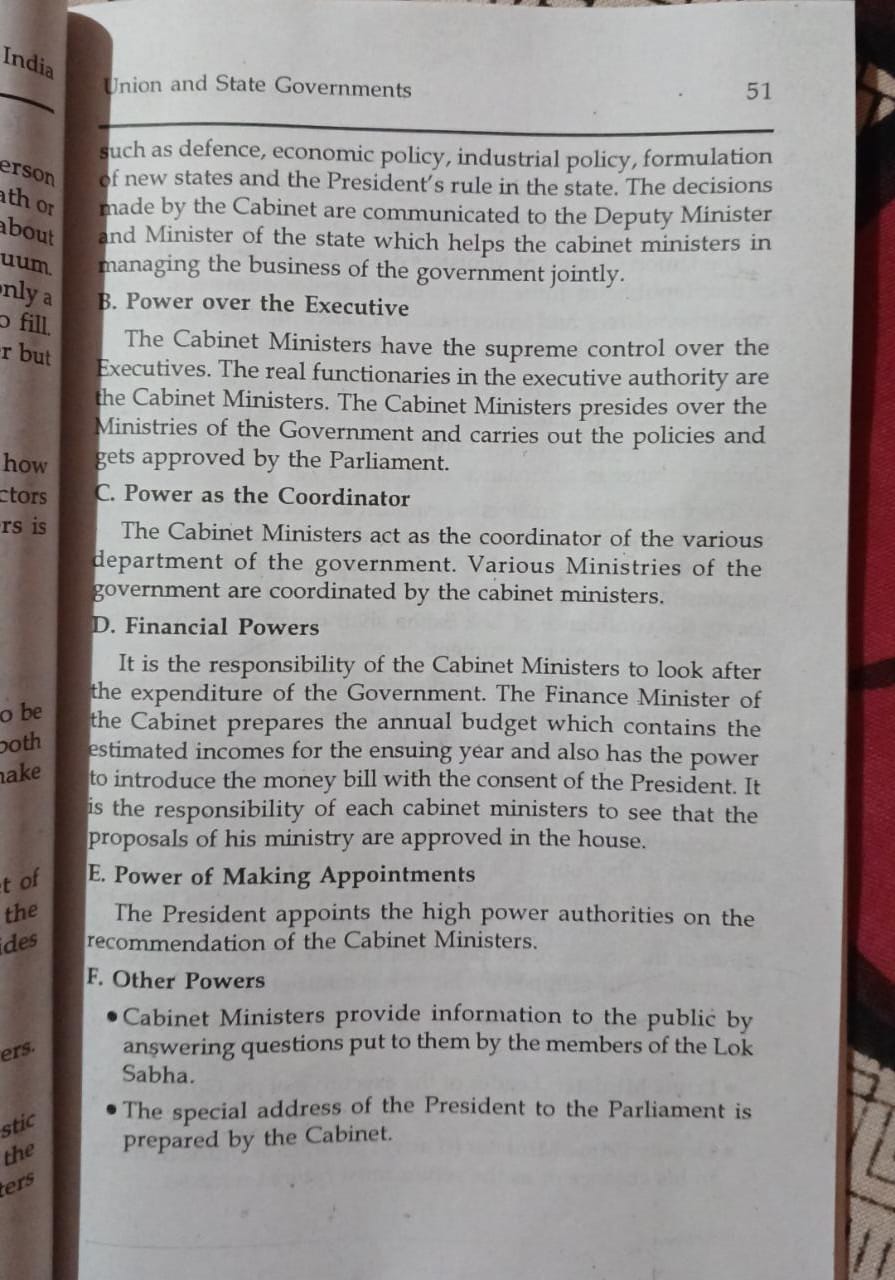 India
erson
ath or
about
uum.
only a
o fill.
r but
how
ctors
rs is
o be
both
make
t of
the
ides
ers.
stic
the
ters
Union and State Governments 51
such as defence, economic policy, industrial policy, formulation
of new states and the President's rule in the state. The decisions
made by the Cabinet are communicated to the Deputy Minister
and Minister of the state which helps the cabinet ministers in
managing the business of the government jointly.
B. Power over the Executive
The Cabinet Ministers have the supreme control over the
Executives. The real functionaries in the executive authority are
the Cabinet Ministers. The Cabinet Ministers presides over the
Ministries of the Government and carries out the policies and
gets approved by the Parliament.
C. Power as the Coordinator
The Cabinet Ministers act as the coordinator of the various
department of the government. Various Ministries of the
government are coordinated by the cabinet ministers.
D. Financial Powers
It is the responsibility of the Cabinet Ministers to look after
the expenditure of the Government. The Finance Minister of
the Cabinet prepares the annual budget which contains the
estimated incomes for the ensuing year and also has the power
to introduce the money bill with the consent of the President. It
is the responsibility of each cabinet ministers to see that the
proposals of his ministry are approved in the house.
E. Power of Making Appointments
The President appoints the high power authorities on the
recommendation of the Cabinet Ministers.
F. Other Powers
• Cabinet Ministers provide information to the public by
answering questions put to them by the members of the Lok
Sabha.
• The special address of the President to the Parliament is
prepared by the Cabinet.